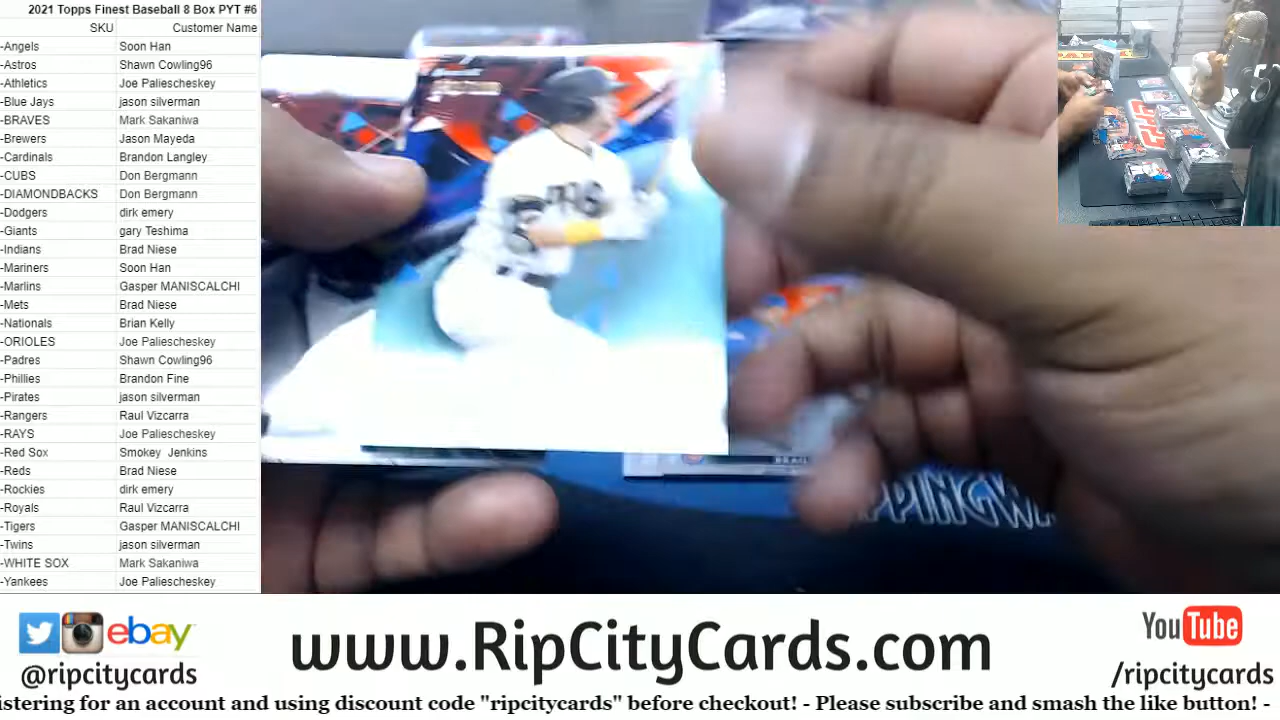 2021 Topps Finest Baseball 8 Box PYT #6
SKU Customer Name
-Angels Soon Han
-Astros Shawn Cowling96
-Athletics Joe Paliescheskey
-Blue Jays jason silverman
-BRAVES Mark Sakaniwa
-Brewers Jason Mayeda
-Cardinals Brandon Langley
-CUBS Don Bergmann
-DIAMONDBACKS Don Bergmann
-Dodgers dirk emery
-Giants gary Teshima
-Indians Brad Niese
-Mariners Soon Han
-Marlins Gasper MANISCALCHI
-Mets Brad Niese
-Nationals Brian Kelly
-ORIOLES Joe Paliescheskey
-Padres Shawn Cowling96
-Phillies Brandon Fine
-Pirates jason silverman
-Rangers Raul Vizcarra
-RAYS Joe Paliescheskey
-Red Sox Smokey Jenkins
-Reds Brad Niese
-Rockies dirk emery
-Royals Raul Vizcarra
-Tigers Gasper MANISCALCHI
-Twins jason silverman
-WHITE SOX Mark Sakaniwa
-Yankees Joe Paliescheskey
ebay
@ripcitycards
www.RipCityCards.com
YouTube
/ripcitycards
istering for an account and using discount code "ripcitycards" before checkout! - Please subscribe and smash the like button! -